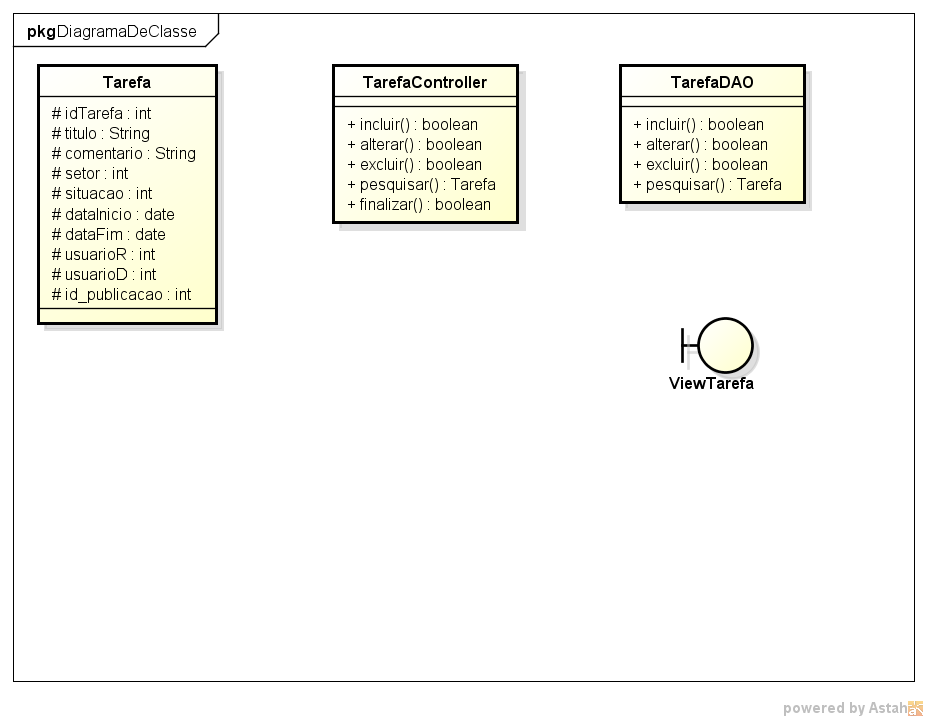 pkgDiagramaDeClasse
Tarefa
# idTarefa : int
# titulo : String
# comentario : String
# setor : int
# situacao : int
# dataInicio : date
# dataFim : date
# usuarioR : int
# usuarioD : int
# id_publicacao : int
TarefaController
+ incluir() : boolean
+ alterar() : boolean
+ excluir() : boolean
+ pesquisar() : Tarefa
+ finalizar() : boolean
TarefaDAO
+ incluir() : boolean
+ alterar() : boolean
+ excluir() : boolean
+ pesquisar() : Tarefa
ViewTarefa
powered by Astah